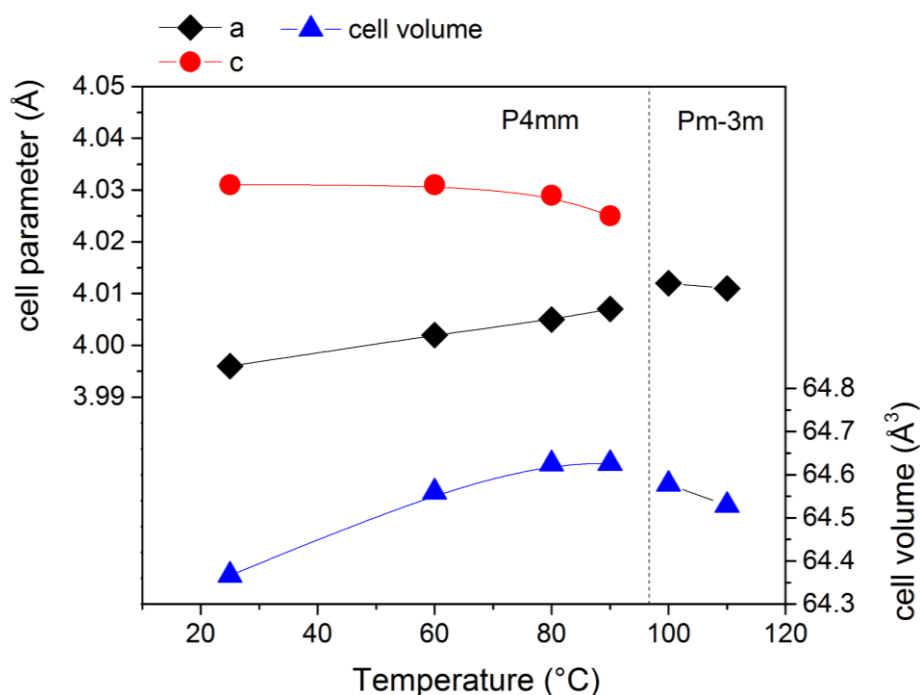 a cell volume
c
cell parameter (Å)
4.05
4.04
4.03
4.02
4.01
4.00
3.99
P4mm Pm-3m
64.8
64.7
64.6
64.5
64.4
64.3
cell volume (Å³)
20 40 60 80 100 120
Temperature (°C)